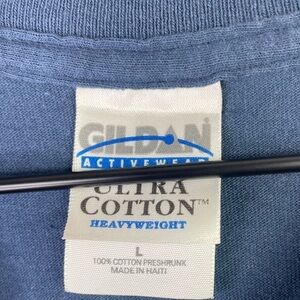 GILDAN
ACTIVEWEAR
ULTRA
COTTON™
HEAVYWEIGHT
L
100% COTTON PRESHRUNK
MADE IN HAITI